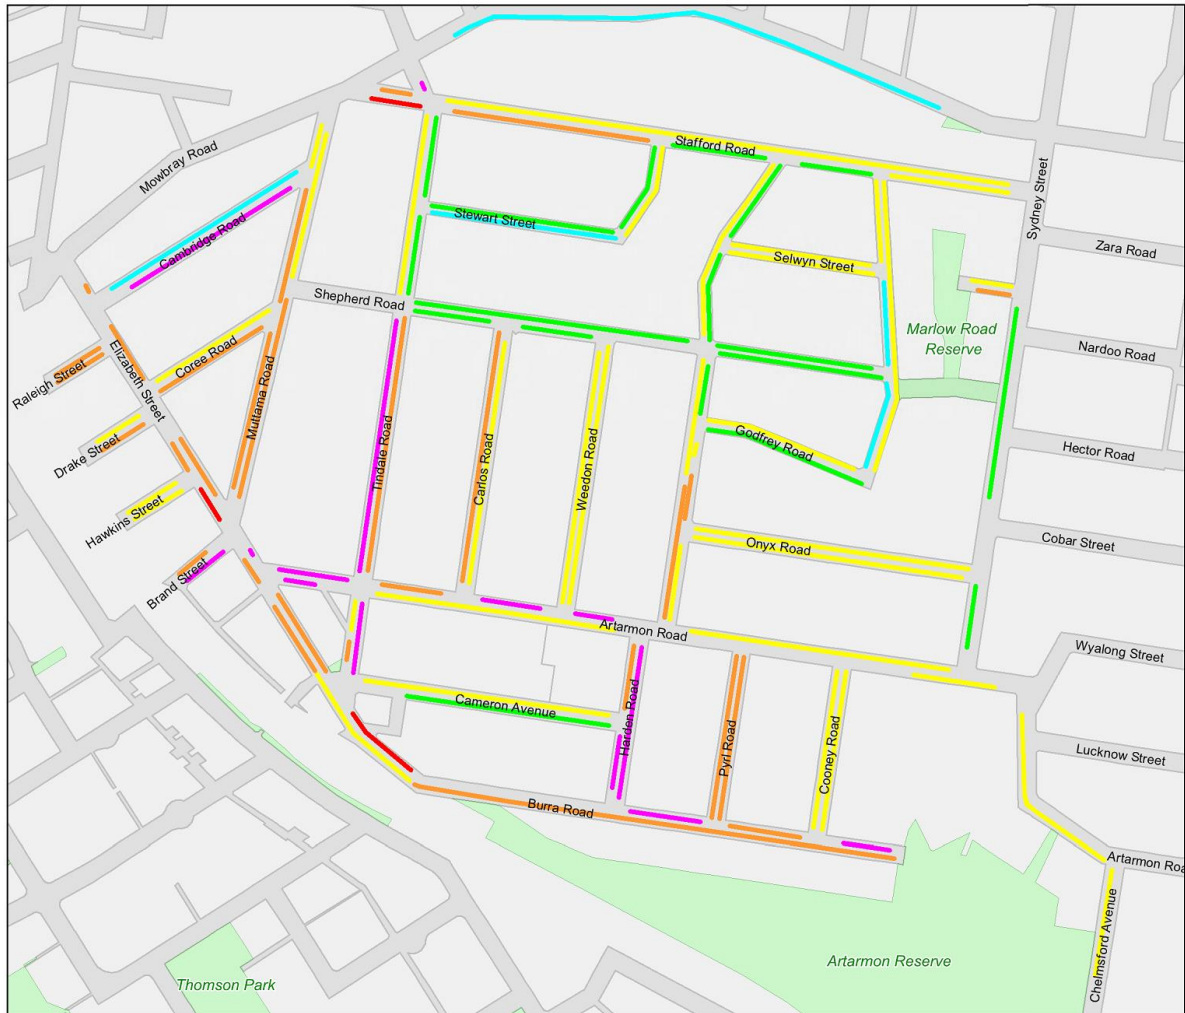 Stafford Road
Mowbray Road
Sydney Street
Stewart Street
Cambridge Road
Zara Road
Selwyn Street
Shepherd Road
Marlow Road
Reserve
Nardoo Road
Coree Road
Elizabeth Street
Raleigh Street
Muttama Road
Drake Street
Tindale Road
Carlos Road
Weedon Road
Godfrey Road
Hector Road
Hawkins Street
Onyx Road
Cobar Street
Brand Street
Artarmon Road
Wyalong Street
Cameron Avenue
Harden Road
Pyrl Road
Cooney Road
Lucknow Street
Burra Road
Artarmon Roa
Chelmsford Avenue
Artarmon Reserve
Thomson Park